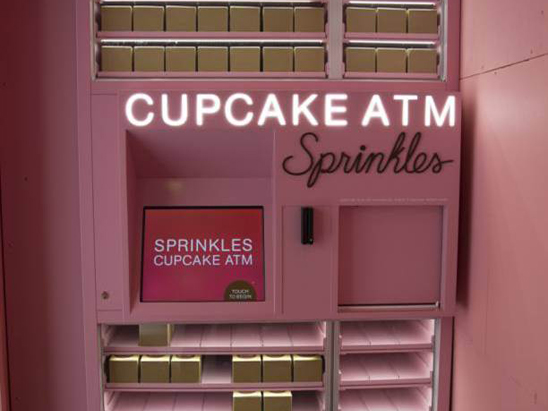 CUPCAKE ATM
Sprinkles
SPRINKLES
CUPCAKE ATM
TOUCH
TO BEGIN